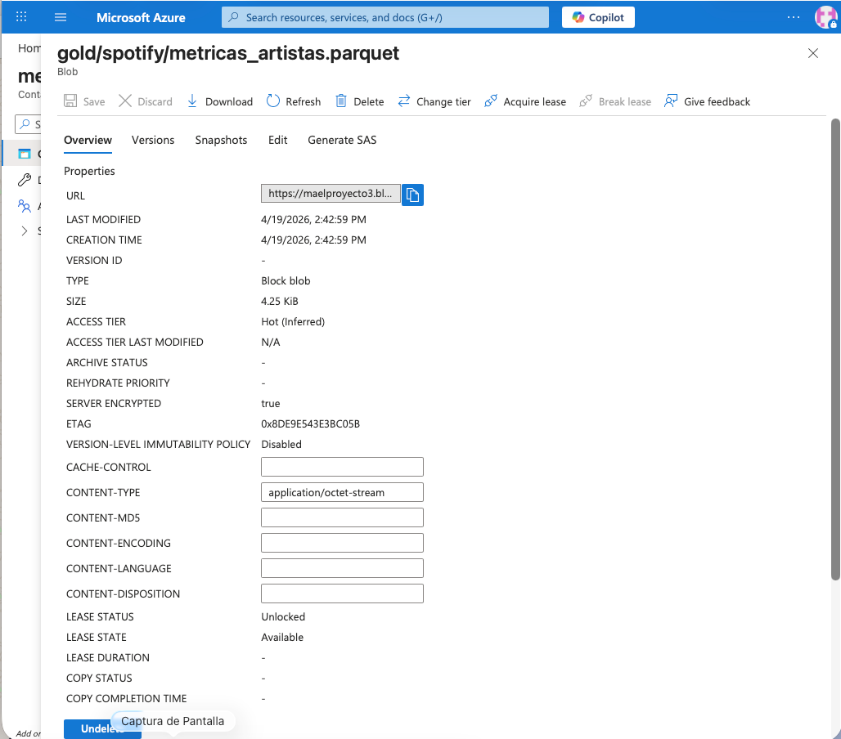 Microsoft Azure
Search resources, services, and docs (G+/)
Copilot
Hom
me
Conta
S
gold/spotify/metricas_artistas.parquet
Blob
Save Discard Download Refresh Delete Change tier Acquire lease Break lease Give feedback
Overview Versions Snapshots Edit Generate SAS
Properties
URL https://maelproyecto3.bl...
LAST MODIFIED 4/19/2026, 2:42:59 PM
CREATION TIME 4/19/2026, 2:42:59 PM
VERSION ID -
TYPE Block blob
SIZE 4.25 KiB
ACCESS TIER Hot (Inferred)
ACCESS TIER LAST MODIFIED N/A
ARCHIVE STATUS -
REHYDRATE PRIORITY -
SERVER ENCRYPTED true
ETAG 0x8DE9E543E3BC05B
VERSION-LEVEL IMMUTABILITY POLICY Disabled
CACHE-CONTROL
CONTENT-TYPE application/octet-stream
CONTENT-MD5
CONTENT-ENCODING
CONTENT-LANGUAGE
CONTENT-DISPOSITION
LEASE STATUS Unlocked
LEASE STATE Available
LEASE DURATION -
COPY STATUS -
COPY COMPLETION TIME -
Undelete
Captura de Pantalla
Add or